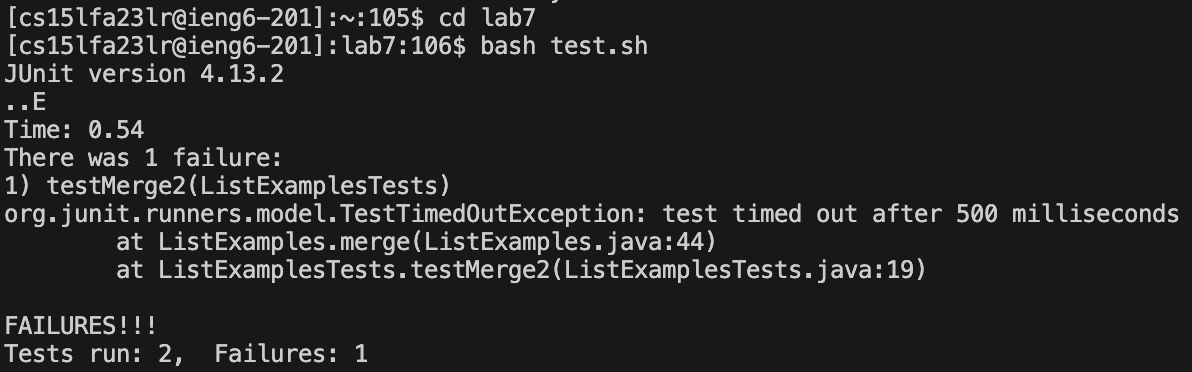 [cs15lfa23lr@ieng6-201]:~:105$ cd lab7
[cs15lfa23lr@ieng6-201]:lab7:106$ bash test.sh
JUnit version 4.13.2
..E
Time: 0.54
There was 1 failure:
1) testMerge2(ListExamplesTests)
org.junit.runners.model.TestTimedOutException: test timed out after 500 milliseconds
        at ListExamples.merge(ListExamples.java:44)
        at ListExamplesTests.testMerge2(ListExamplesTests.java:19)

FAILURES!!!
Tests run: 2,  Failures: 1